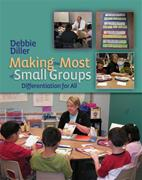 Debbie
Diller
Making the Most
of Small Groups
Differentiation for All